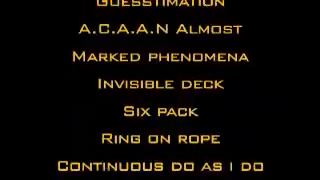 Guesstimation
A.C.A.A.N Almost
Marked phenomena
Invisible deck
Six pack
Ring on rope
Continuous do as i do